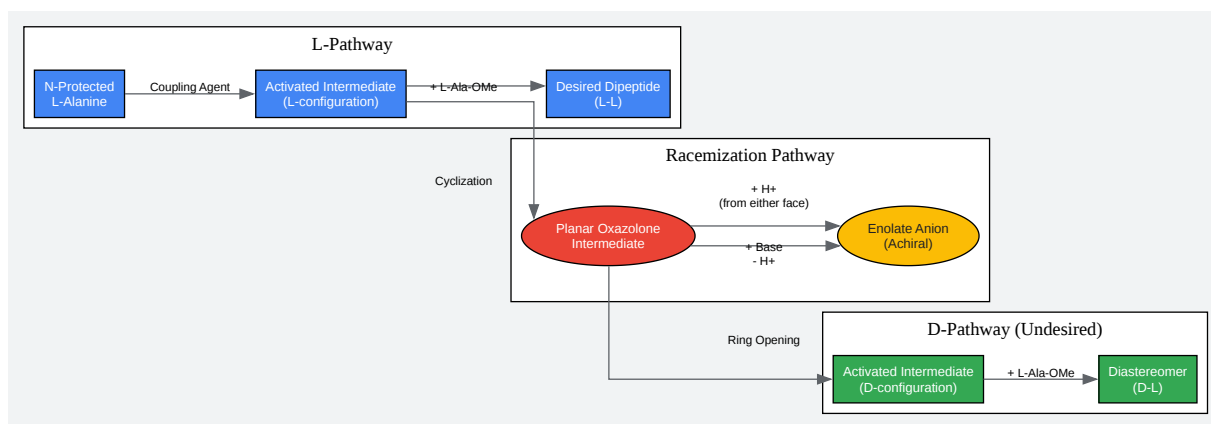 L-Pathway
N-Protected
L-Alanine
Coupling Agent
Activated Intermediate
(L-configuration)
+ L-Ala-OMe
Desired Dipeptide
(L-L)
Cyclization
Racemization Pathway
Planar Oxazolone
Intermediate
+ H+
(from either face)
+ Base
- H+
Enolate Anion
(Achiral)
Ring Opening
D-Pathway (Undesired)
Activated Intermediate
(D-configuration)
+ L-Ala-OMe
Diastereomer
(D-L)